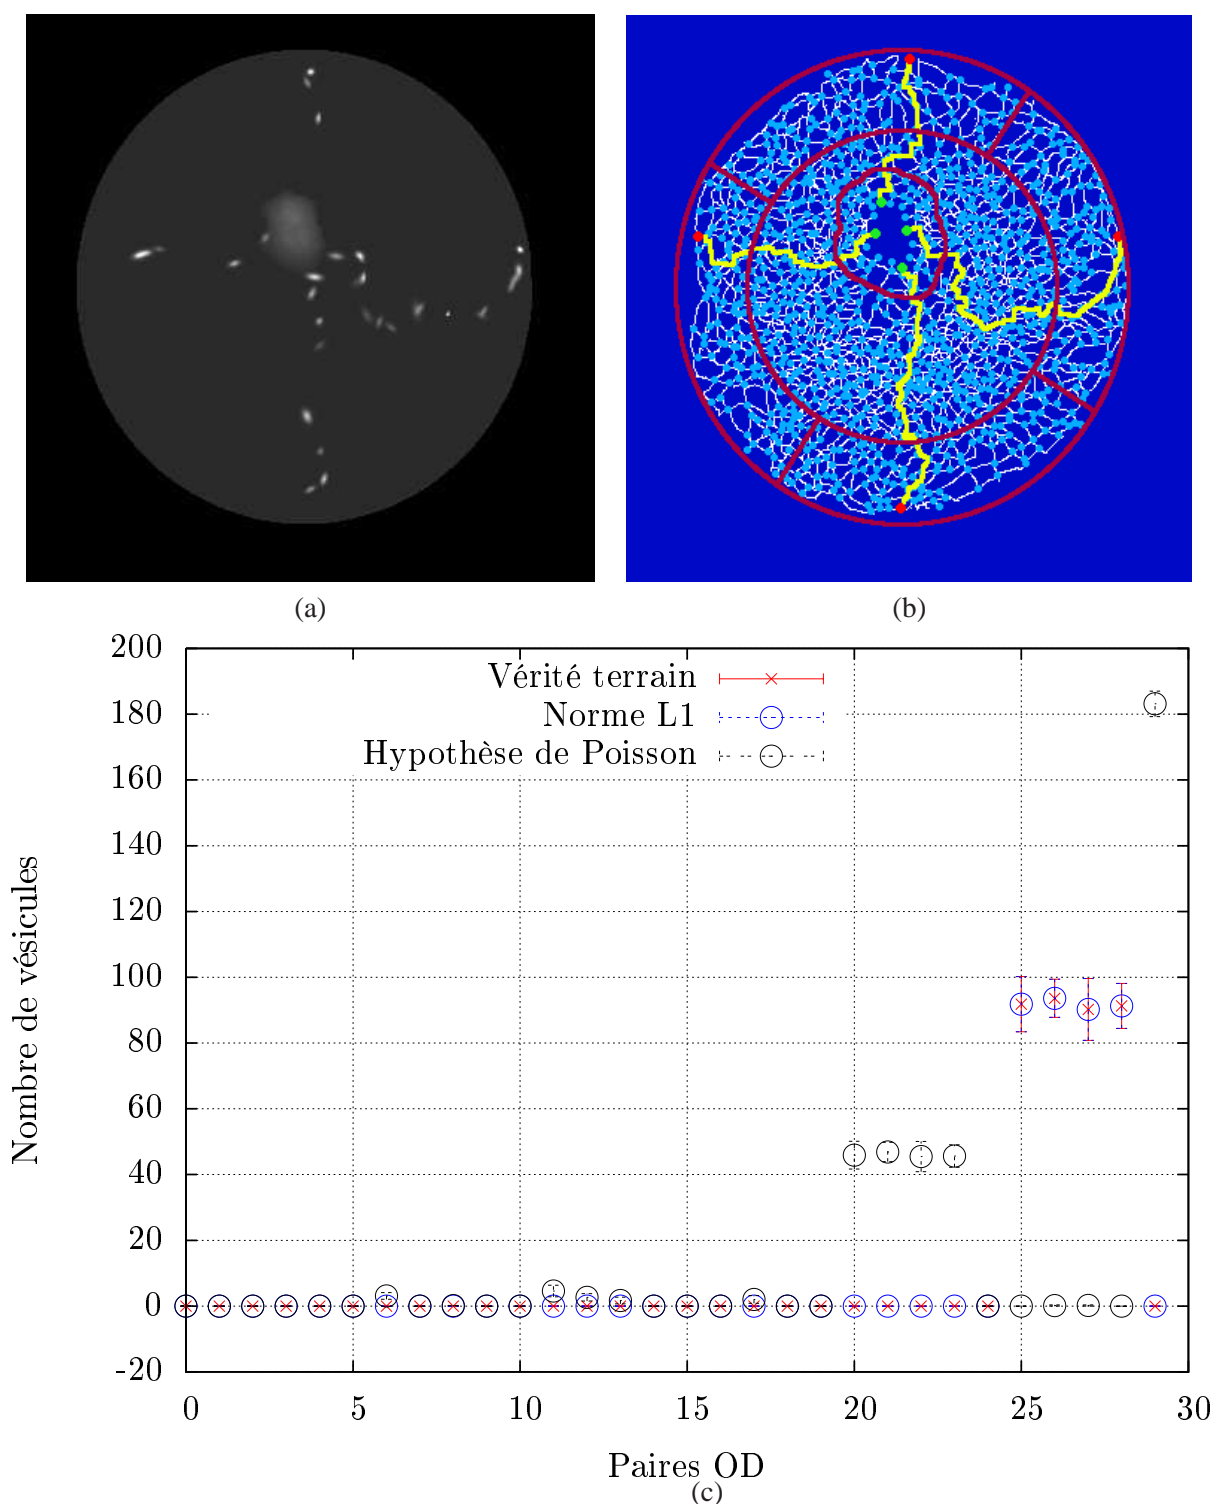 (a)
(b)
200
180
160
140
120
100
80
60
40
20
0
-20
Nombre de vésicules
Vérité terrain
Norme L1
Hypothèse de Poisson
0 5 10 15 20 25 30
Paires OD
(c)